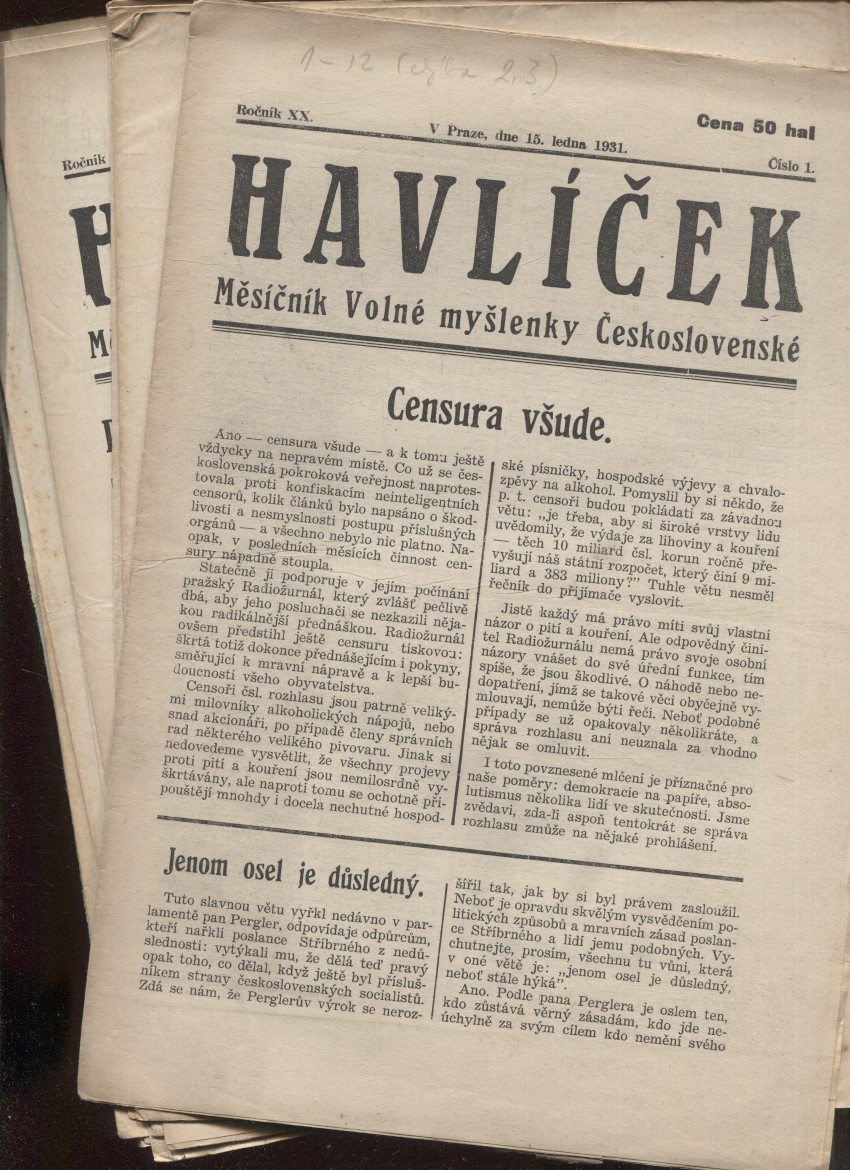 1-12
Ročník XX.
V Praze, dne 15. ledna 1931.
Cena 50 hal
Číslo 1.
HAVLÍČEK
Měsíčník Volné myšlenky Československé
Censura všude.
Ano — censura všude — a k tomu ještě
vždycky na nepravém místě. Co už se čes-
koslovenská pokroková veřejnost naprotes-
tovala proti konfiskacím neinteligentních
censorů, kolik článků bylo napsáno o škod-
livosti a nesmyslnosti postupu příslušných
orgánů — a všechno nebylo nic platno. Na-
opak, v posledních měsících činnost cen-
sury nápadně stoupla.
Statečně ji podporuje v jejím počínání
pražský Radiožurnál, který zvlášť pečlivě
dbá, aby jeho posluchači se nezkazili něja-
kou radikálnější přednáškou. Radiožurnál
ovšem předstihl ještě censuru tiskovou:
škrtá totiž dokonce přednášejícím i pokyny,
směřující k mravní nápravě a k lepší bu-
doucnosti všeho obyvatelstva.
Censoři čsl. rozhlasu jsou patrně veliký-
mi milovníky alkoholických nápojů, nebo
snad akcionáři, po případě členy správních
rad některého velikého pivovaru. Jinak si
nedovedeme vysvětlit, že všechny projevy
proti pití a kouření jsou nemilosrdně vy-
škrtávány, ale naproti tomu se ochotně při-
pouštějí mnohdy i docela nechutné hospod-
ské písničky, hospodské výjevy a chvalo-
zpěvy na alkohol. Pomyslil by si někdo, že
p. t. censoři budou pokládati za závadnou
větu: „je třeba, aby si široké vrstvy lidu
uvědomily, že výdaje za lihoviny a kouření
— těch 10 miliard čsl. korun ročně pře-
vyšují náš státní rozpočet, který činí 9 mi-
liard a 383 miliony?" Tuhle větu nesměl
řečník do přijímače vyslovit.
Jistě každý má právo míti svůj vlastní
názor o pití a kouření. Ale odpovědný čini-
tel Radiožurnálu nemá právo svoje osobní
názory vnášet do své úřední funkce, tím
spíše, že jsou škodlivé. O náhodě nebo ne-
dopatření, jímž se takové věci obyčejně vy-
mlouvají, nemůže býti řeči. Neboť podobné
případy se už opakovaly několikráte, a
správa rozhlasu ani neuznala za vhodno
nějak se omluvit.
I toto povznesené mlčení je příznačné pro
naše poměry: demokracie na papíře, abso-
lutismus několika lidí ve skutečnosti. Jsme
zvědavi, zda-li aspoň tentokrát se správa
rozhlasu zmůže na nějaké prohlášení.
Jenom osel je důsledný.
Tuto slavnou větu vyřkl nedávno v par-
lamentě pan Pergler, odpovídaje odpůrcům,
kteří nařkli poslance Stříbrného z nedů-
slednosti: vytýkali mu, že dělá teď pravý
opak toho, co dělal, když ještě byl přísluš-
níkem strany československých socialistů.
Zdá se nám, že Perglerův výrok se neroz-
šířil tak, jak by si byl právem zasloužil.
Neboť je opravdu skvělým vysvědčením po-
litických způsobů a mravních zásad poslan-
ce Stříbrného a lidí jemu podobných. Vy-
chutnejte, prosím, všechnu tu vůni, která
v oné větě je: „jenom osel je důsledný,
neboť stále hýká".
Ano. Podle pana Perglera je oslem ten,
kdo zůstává věrný zásadám, kdo jde ne-
úchylně za svým cílem kdo nemění svého
Ročník